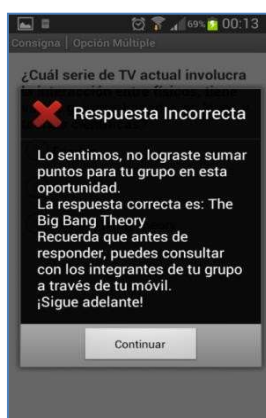 69% 00:13
Consigna | Opción Múltiple
¿Cuál serie de TV actual involucra
Respuesta Incorrecta
Lo sentimos, no lograste sumar
puntos para tu grupo en esta
oportunidad.
La respuesta correcta es: The
Big Bang Theory
Recuerda que antes de
responder, puedes consultar
con los integrantes de tu grupo
a través de tu móvil.
¡Sigue adelante!
Continuar